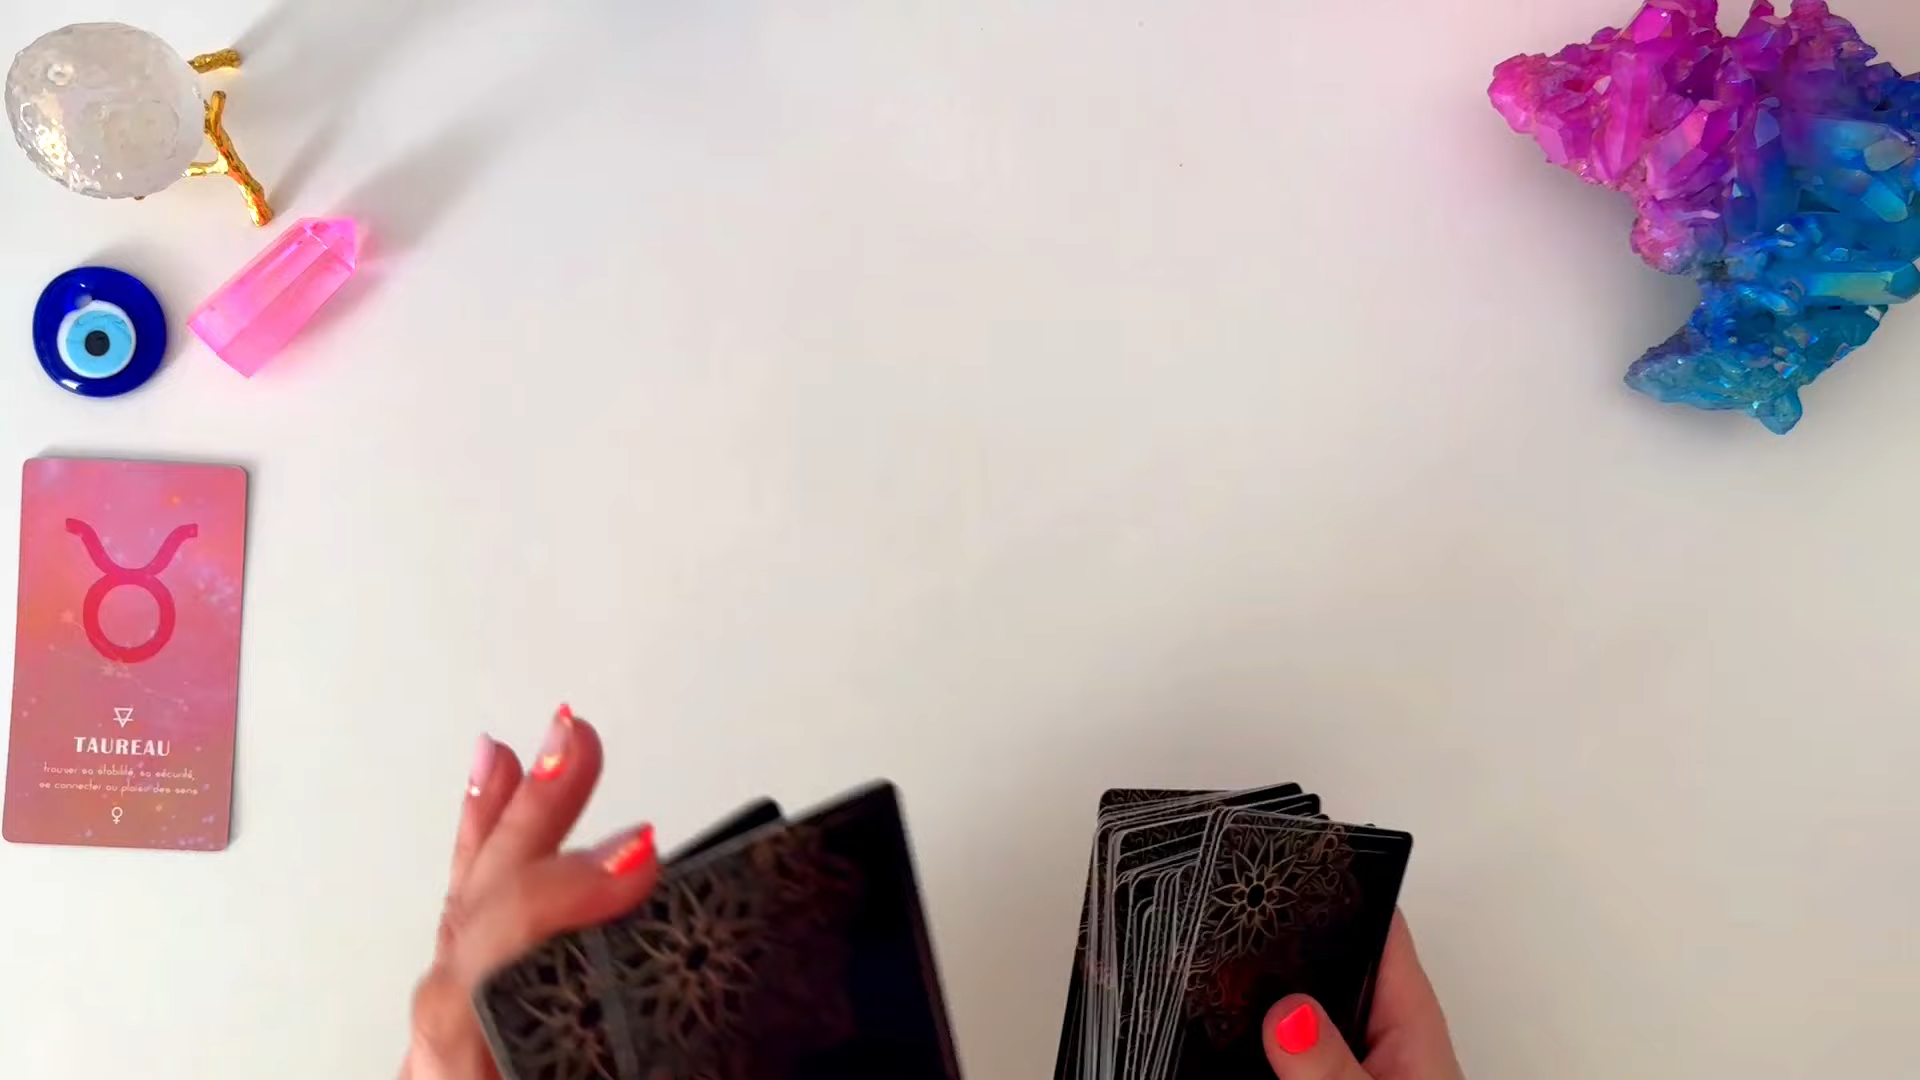 TAUREAU
trouver sa stabilité, sa sécurité,
se connecter au plaisir des sens